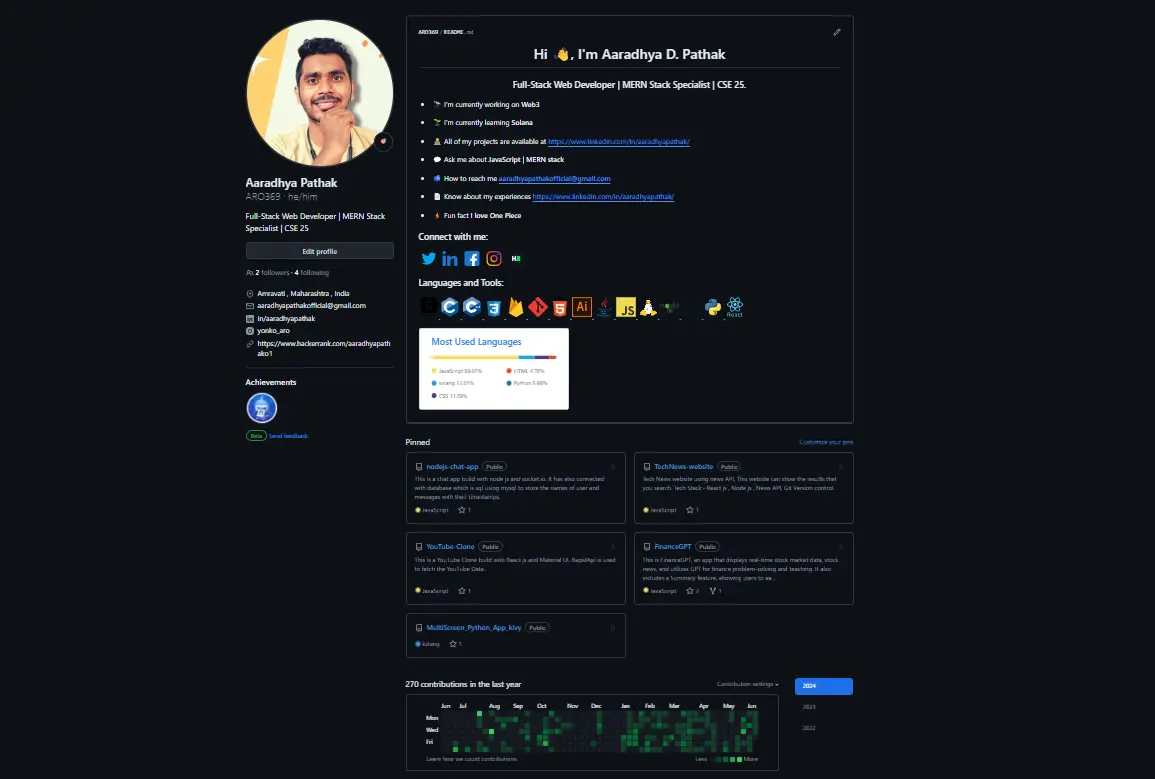 ARO369 / README.md
Hi 👋, I'm Aaradhya D. Pathak
Full-Stack Web Developer | MERN Stack Specialist | CSE 25.
I'm currently working on Web3
I'm currently learning Solana
All of my projects are available at https://www.linkedin.com/in/aaradhyapathak/
Ask me about JavaScript | MERN stack
How to reach me aaradhyapathakofficial@gmail.com
Know about my experiences https://www.linkedin.com/in/aaradhyapathak/
Fun fact I love One Piece
Connect with me:
in
H
Languages and Tools:
C
C
Ai
JS
React
Most Used Languages
JavaScript
HTML 4.76%
kvlang
Python
CSS 11.59%
Aaradhya Pathak
ARO369 · he/him
Full-Stack Web Developer | MERN Stack
Specialist | CSE 25
Edit profile
2 followers · 4 following
Amravati , Maharashtra , India
aaradhyapathakofficial@gmail.com
in/aaradhyapathak
yonko_aro
https://www.hackerrank.com/aaradhyapath
ako1
Achievements
Beta Send feedback
Pinned
Customize your pins
nodejs-chat-app Public
This is a chat app build with node js and socket.io. It has also connected
with database which is sql using mysql to store the names of user and
messages with their timestamps.
JavaScript 1
TechNews-website Public
Tech News website using news API, This website can show the results that
you search. Tech Stack:- React js , Node js , News API, Git Version control.
JavaScript 1
YouTube-Clone Public
This is a YouTube Clone build with React js and Material UI. RapidApi is used
to fetch the YouTube Data.
JavaScript 1
FinanceGPT Public
This is FinanceGPT, an app that displays real-time stock market data, stock
news, and utilizes GPT for finance problem-solving and teaching. It also
includes a Summary feature, allowing users to ex...
JavaScript 2 1
MultiScreen_Python_App_kivy Public
kvlang
270 contributions in the last year
Contribution settings
2024
2023
2022
Jun Jul Aug Sep Oct Nov Dec Jan Feb Mar Apr May Jun
Mon
Wed
Fri
Learn how we count contributions
Less More